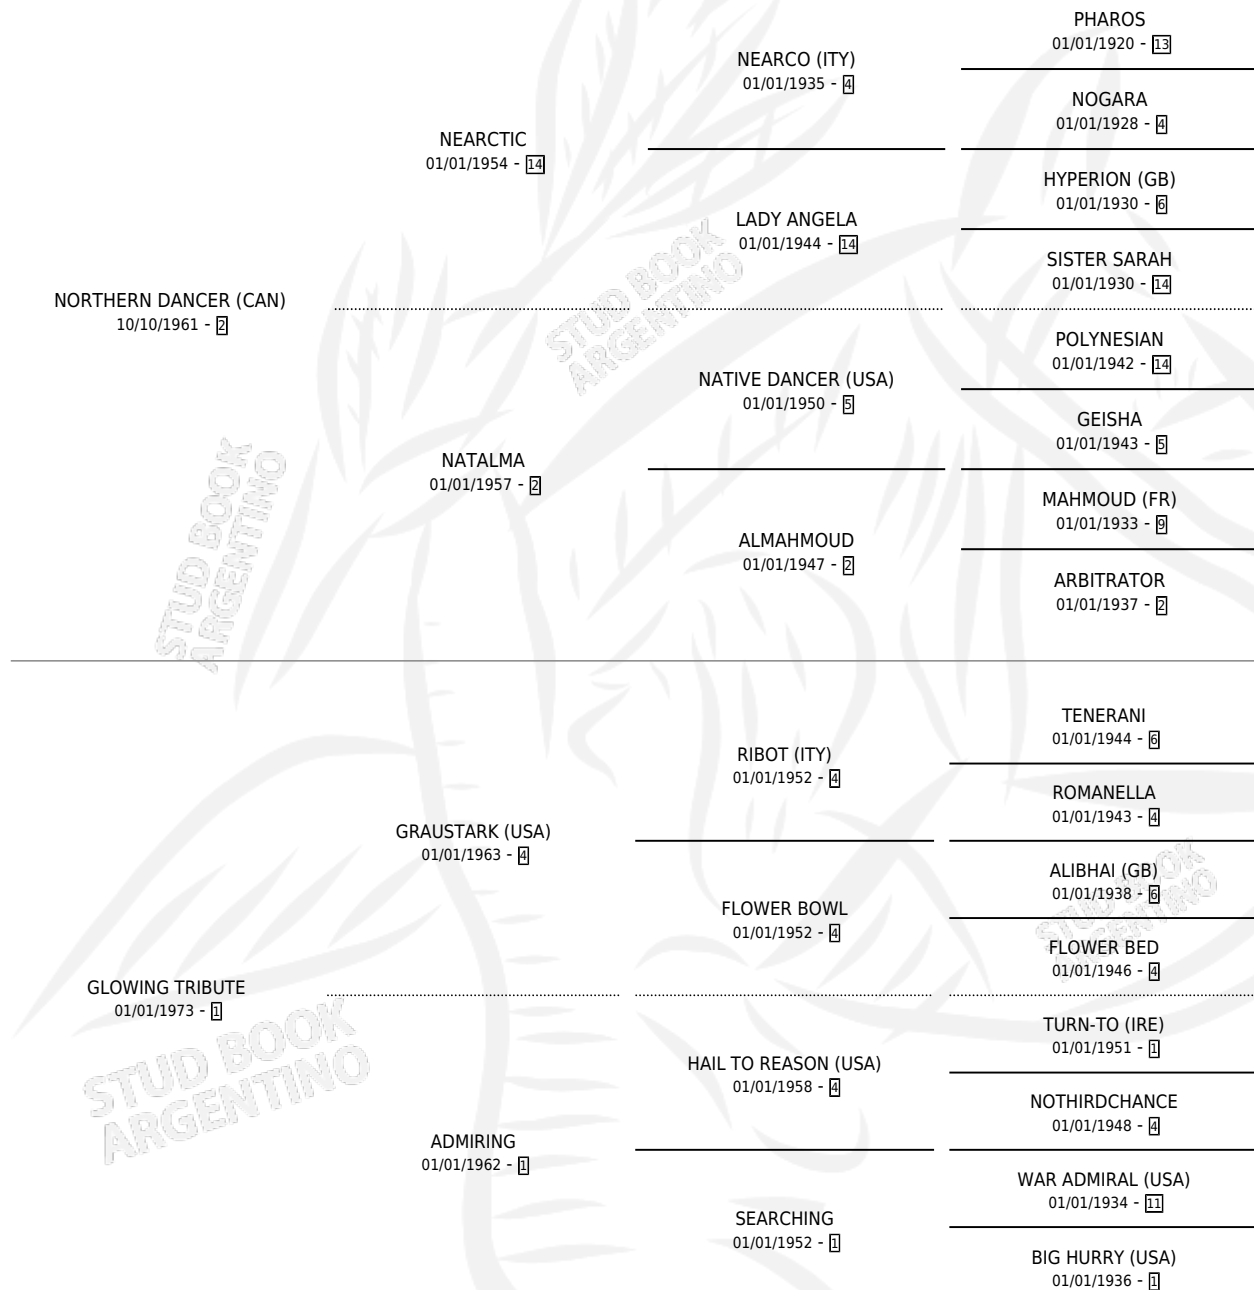 PHAROS
01/01/1920 - 13
NEARCO (ITY)
01/01/1935 - 4
NOGARA
01/01/1928 - 4
NEARCTIC
01/01/1954 - 14
HYPERION (GB)
01/01/1930 - 6
LADY ANGELA
01/01/1944 - 14
SISTER SARAH
01/01/1930 - 14
NORTHERN DANCER (CAN)
10/10/1961 - 2
POLYNESIAN
01/01/1942 - 14
NATIVE DANCER (USA)
01/01/1950 - 5
GEISHA
01/01/1943 - 5
NATALMA
01/01/1957 - 2
MAHMOUD (FR)
01/01/1933 - 9
ALMAHMOUD
01/01/1947 - 2
ARBITRATOR
01/01/1937 - 2
TENERANI
01/01/1944 - 6
RIBOT (ITY)
01/01/1952 - 4
ROMANELLA
01/01/1943 - 4
GRAUSTARK (USA)
01/01/1963 - 4
ALIBHAI (GB)
01/01/1938 - 6
FLOWER BOWL
01/01/1952 - 4
FLOWER BED
01/01/1946 - 4
GLOWING TRIBUTE
01/01/1973 - 1
TURN-TO (IRE)
01/01/1951 - 1
HAIL TO REASON (USA)
01/01/1958 - 4
NOTHIRDCHANCE
01/01/1948 - 4
ADMIRING
01/01/1962 - 1
WAR ADMIRAL (USA)
01/01/1934 - 11
SEARCHING
01/01/1952 - 1
BIG HURRY (USA)
01/01/1936 - 1
STUD BOOK
ARGENTINO
STUD BOOK
ARGENTINO
STUD BOOK
ARGENTINO
STUD BOOK
ARGENTINO